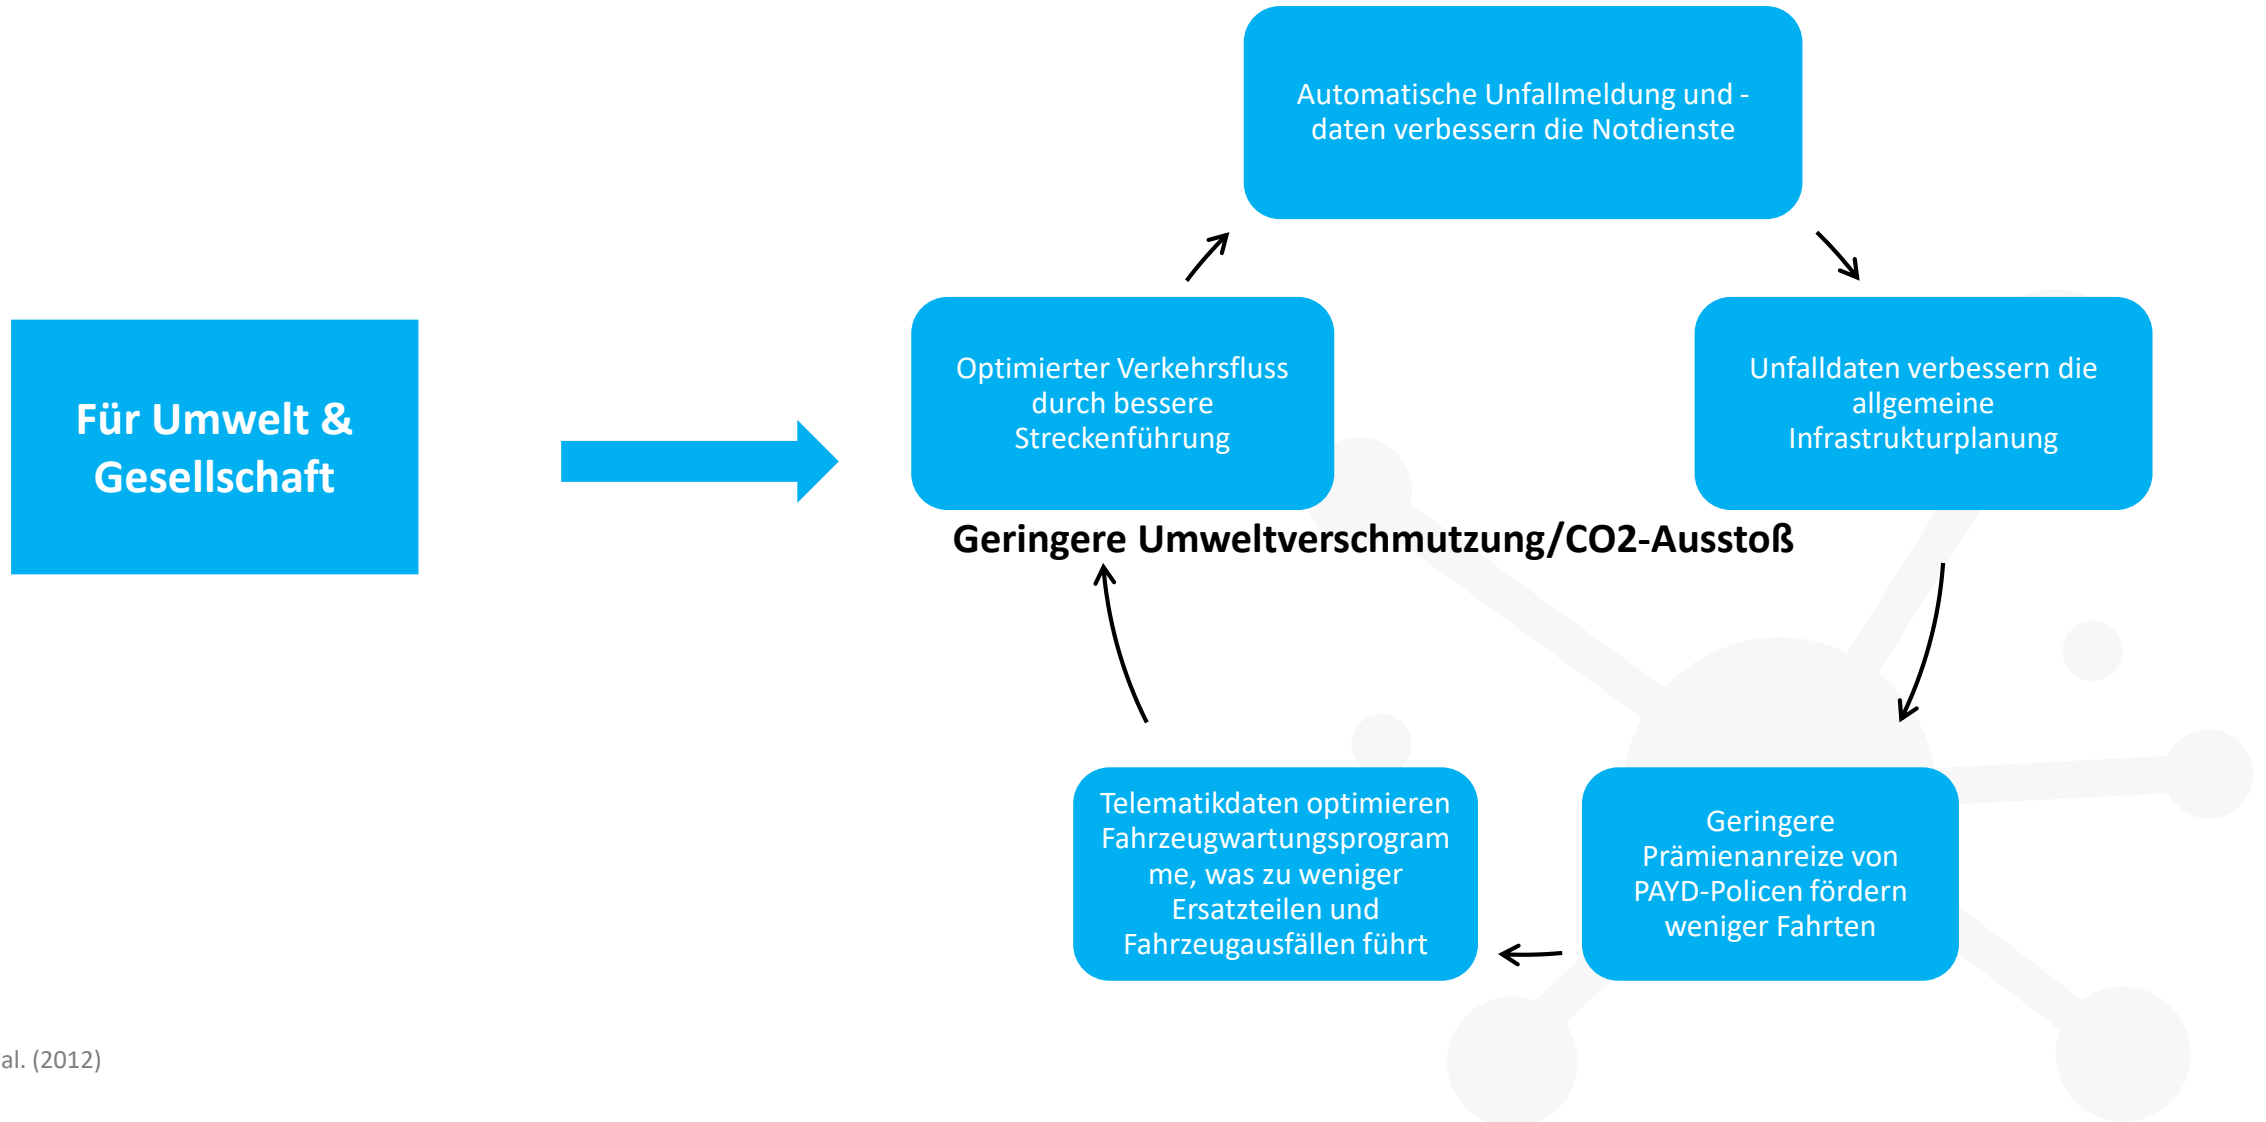 Automatische Unfallmeldung und -
daten verbessern die Notdienste
Für Umwelt &
Gesellschaft
Optimierter Verkehrsfluss
durch bessere
Streckenführung
Unfalldaten verbessern die
allgemeine
Infrastrukturplanung
Geringere Umweltverschmutzung/CO2-Ausstoß
Telematikdaten optimieren
Fahrzeugwartungsprogram
me, was zu weniger
Ersatzteilen und
Fahrzeugausfällen führt
Geringere
Prämienanreize von
PAYD-Policen fördern
weniger Fahrten
al. (2012)